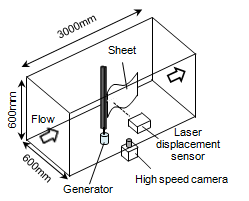 3000mm
Sheet
600mm
Flow
600mm
Laser
displacement
sensor
Generator
High speed camera